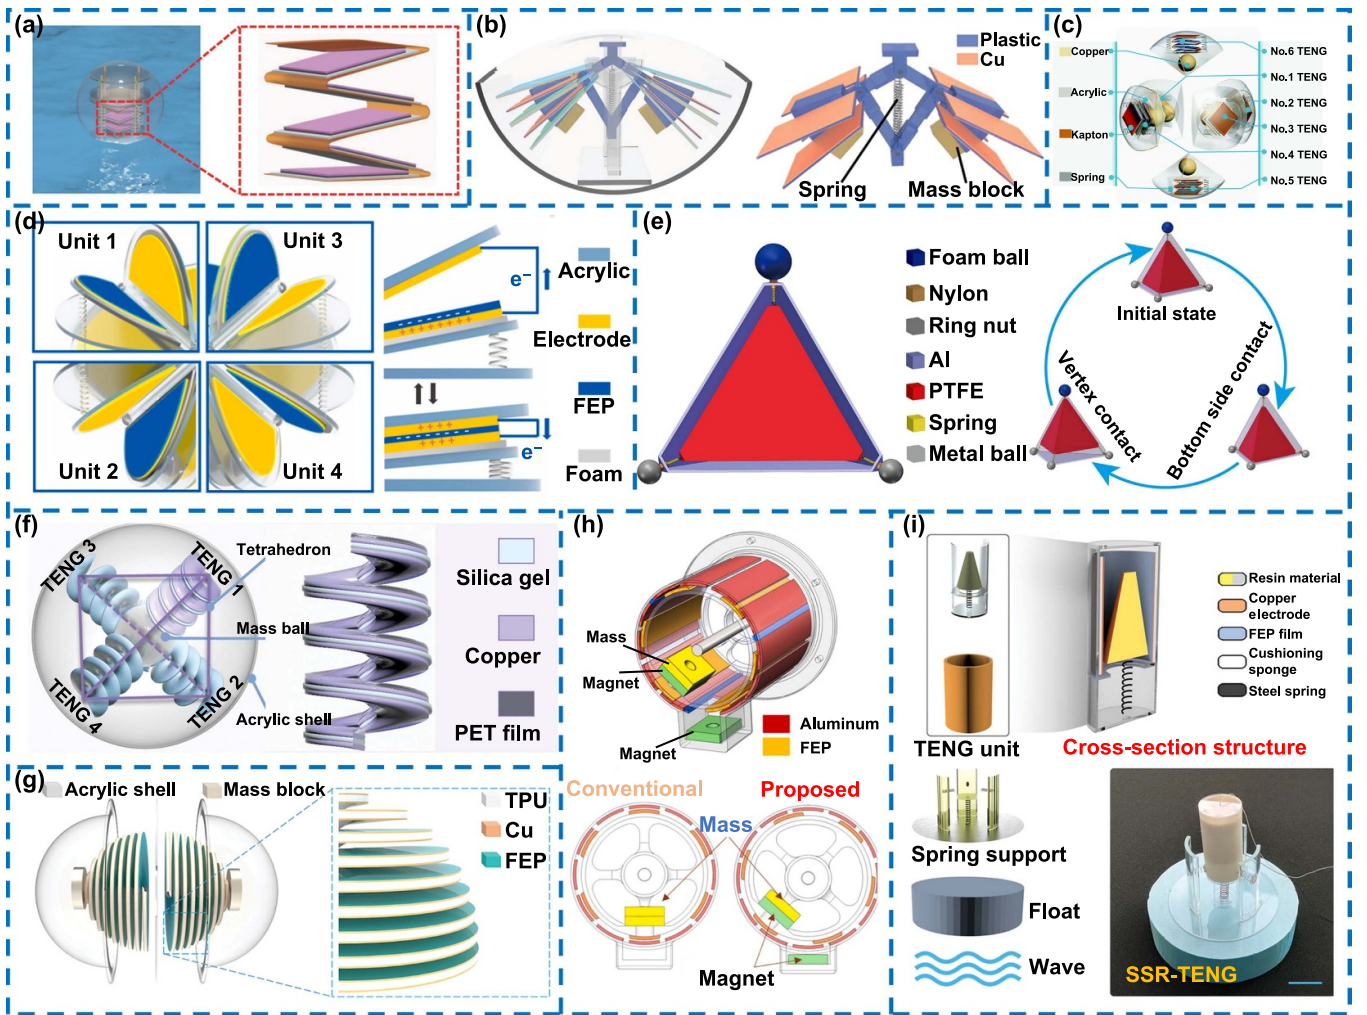 (a)
(b)
Plastic
Cu
Spring
Mass block
(c)
Copper
Acrylic
Kapton
Spring
No.6 TENG
No.1 TENG
No.2 TENG
No.3 TENG
No.4 TENG
No.5 TENG
(d)
Unit 1
Unit 3
Unit 2
Unit 4
e⁻
e⁻
Acrylic
Electrode
FEP
Foam
(e)
Foam ball
Nylon
Ring nut
Al
PTFE
Spring
Metal ball
Initial state
Bottom side contact
Vertex contact
(f)
TENG 3
TENG 1
TENG 4
TENG 2
Tetrahedron
Mass ball
Acrylic shell
Silica gel
Copper
PET film
(g)
Acrylic shell
Mass block
TPU
Cu
FEP
(h)
Mass
Magnet
Magnet
Aluminum
FEP
Conventional
Proposed
Mass
Magnet
(i)
TENG unit
Cross-section structure
Resin material
Copper
electrode
FEP film
Cushioning
sponge
Steel spring
Spring support
Float
Wave
SSR-TENG